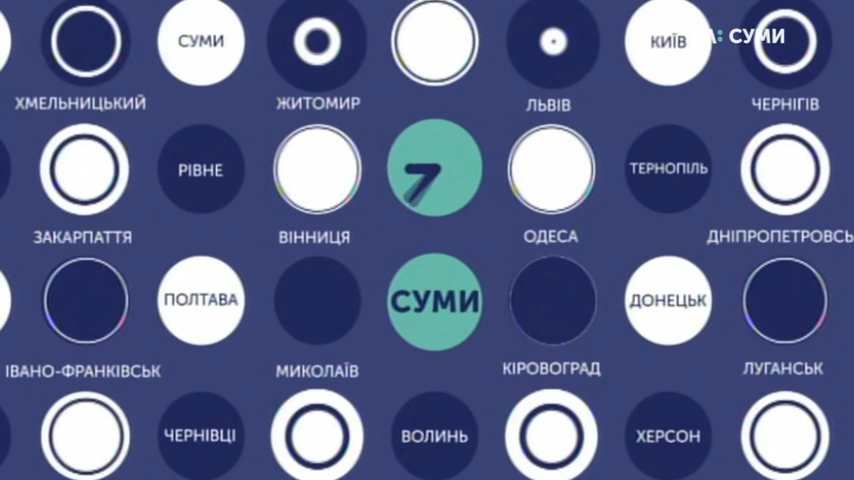 СУМИ
КИЇВ
: СУМИ
ХМЕЛЬНИЦЬКИЙ
ЖИТОМИР
ЛЬВІВ
ЧЕРНІГІВ
РІВНЕ
ТЕРНОПІЛЬ
ЗАКАРПАТТЯ
ВІННИЦЯ
ОДЕСА
ДНІПРОПЕТРОВСЬ
ПОЛТАВА
СУМИ
ДОНЕЦЬК
ІВАНО-ФРАНКІВСЬК
МИКОЛАЇВ
КІРОВОГРАД
ЛУГАНСЬК
ЧЕРНІВЦІ
ВОЛИНЬ
ХЕРСОН